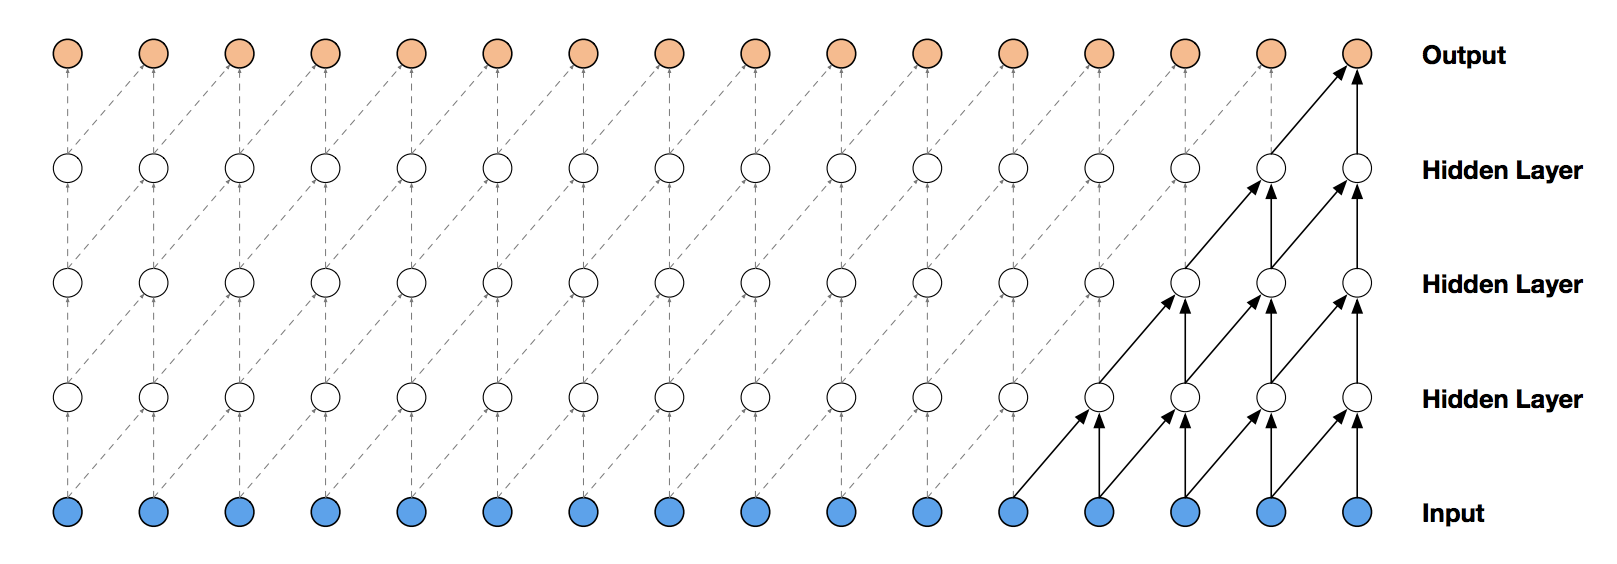 Output
Hidden Layer
Hidden Layer
Hidden Layer
Input